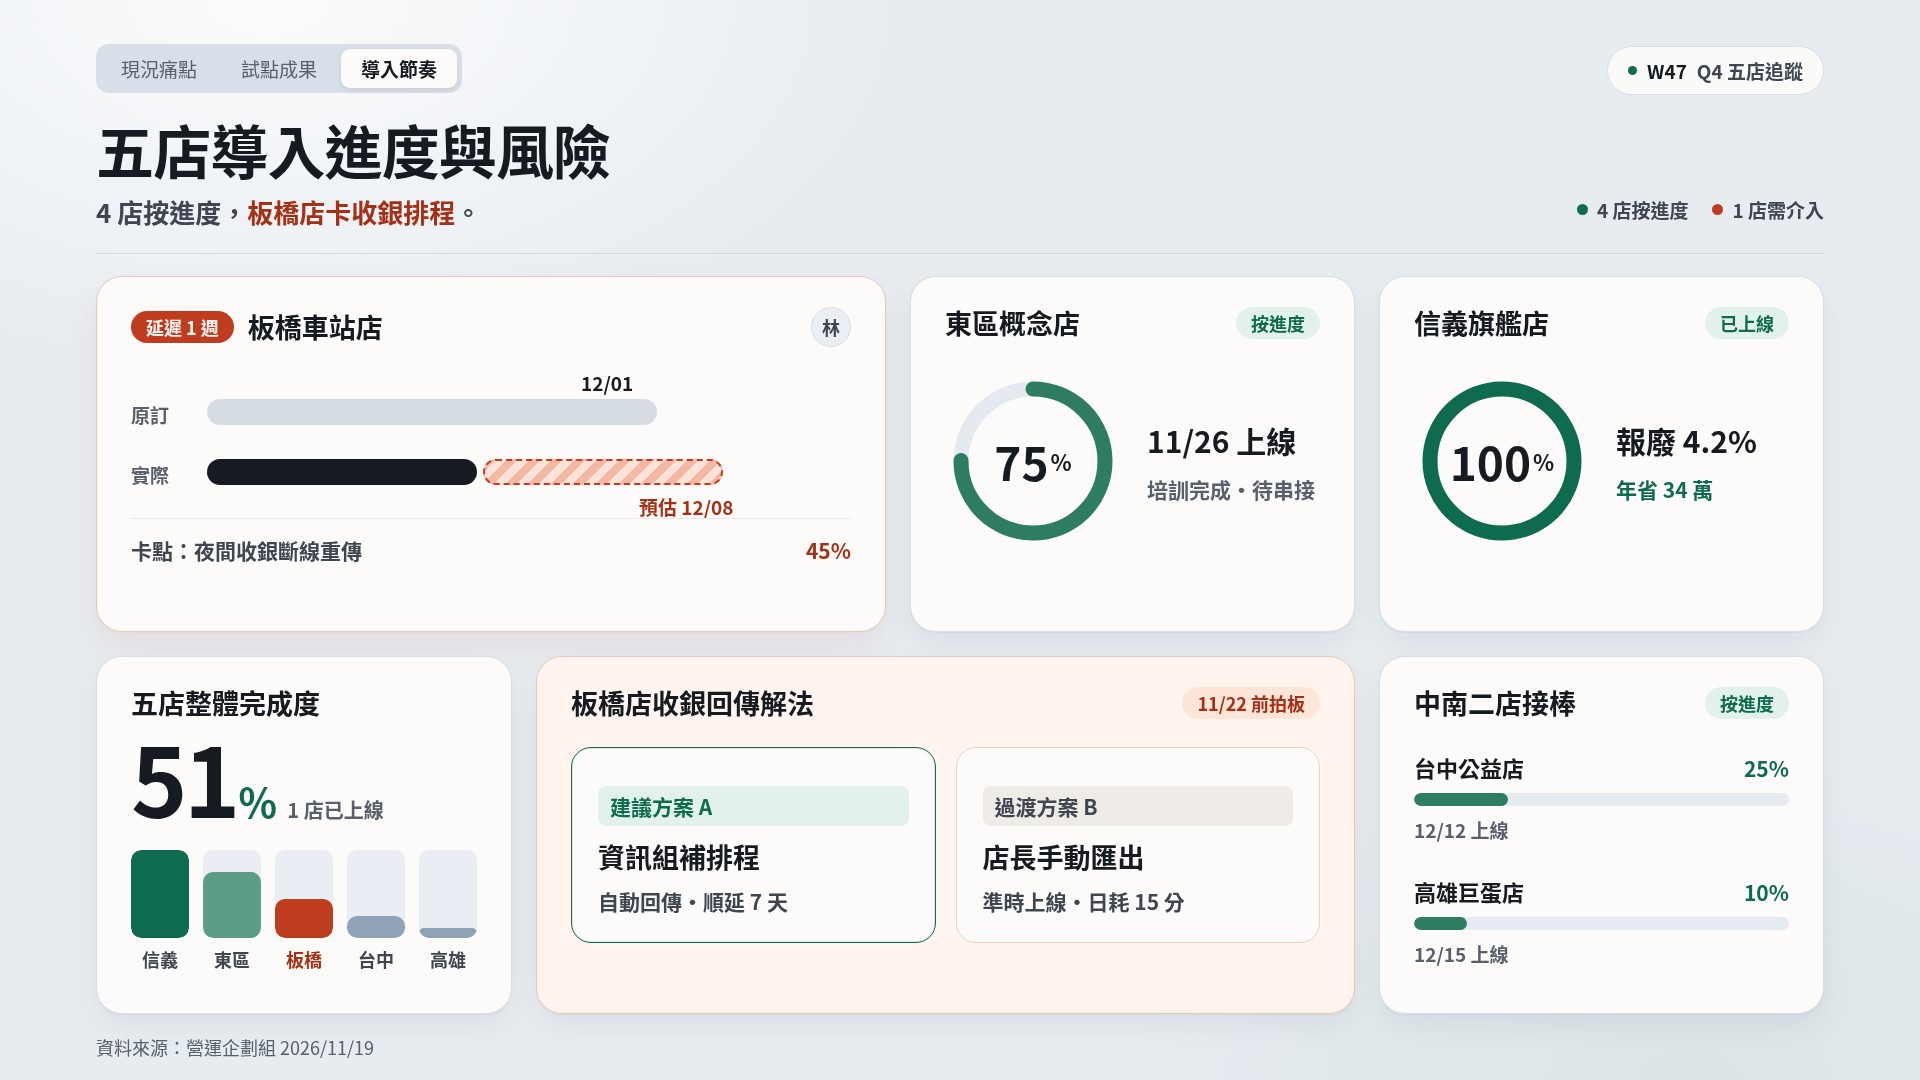 現況痛點
試點成果
導入節奏
W47 Q4 五店追蹤
五店導入進度與風險
4 店按進度，板橋店卡收銀排程。
4 店按進度
1 店需介入
延遲 1 週
板橋車站店
林
12/01
原訂
實際
預估 12/08
卡點：夜間收銀斷線重傳
45%
東區概念店
按進度
75%
11/26 上線
培訓完成・待串接
信義旗艦店
已上線
100%
報廢 4.2%
年省 34 萬
五店整體完成度
51%
1 店已上線
信義
東區
板橋
台中
高雄
板橋店收銀回傳解法
11/22 前拍板
建議方案 A
資訊組補排程
自動回傳・順延 7 天
過渡方案 B
店長手動匯出
準時上線・日耗 15 分
中南二店接棒
按進度
台中公益店
25%
12/12 上線
高雄巨蛋店
10%
12/15 上線
資料來源：營運企劃組 2026/11/19